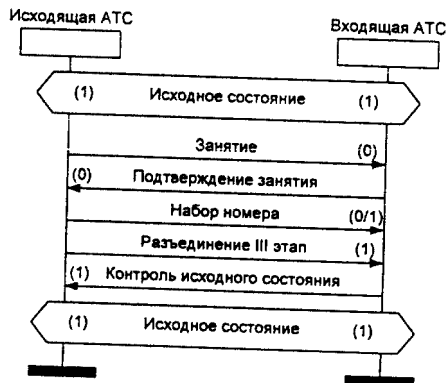 Исходящая АТС
Входящая АТС
(1) Исходное состояние (1)
Занятие (0)
(0) Подтверждение занятия
Набор номера (0/1)
Разъединение III этап (1)
(1) Контроль исходного состояния
(1) Исходное состояние (1)